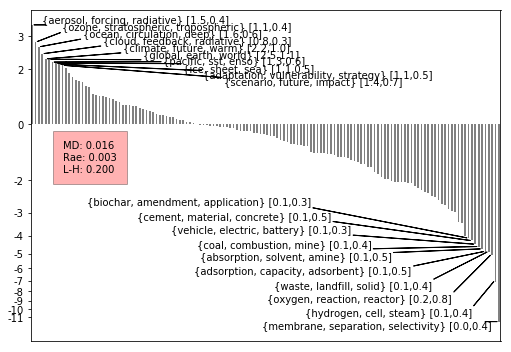 {aerosol, forcing, radiative} [1.5,0.4]
{ozone, stratospheric, tropospheric} [1.1,0.4]
{ocean, circulation, deep} [1.6,0.6]
{cloud, feedback, radiative} [0.8,0.3]
{climate, future, warm} [2.2,1.0]
{global, earth, world}
{pacific, sst, enso} [1.3,0.6]
{ice, sheet, sea} [1.1,0.5]
{adaptation, vulnerability, strategy} [1.1,0.5]
{scenario, future, impact} [1.4,0.7]
3
2
0
-2
-3
-4
-5
-6
-7
-8
-9
-10
-11
MD: 0.016
Rae: 0.003
L-H: 0.200
{biochar, amendment, application} [0.1,0.3]
{cement, material, concrete} [0.1,0.5]
{vehicle, electric, battery} [0.1,0.3]
{coal, combustion, mine} [0.1,0.4]
{absorption, solvent, amine} [0.1,0.5]
{adsorption, capacity, adsorbent} [0.1,0.5]
{waste, landfill, solid} [0.1,0.4]
{oxygen, reaction, reactor} [0.2,0.8]
{hydrogen, cell, steam} [0.1,0.4]
{membrane, separation, selectivity} [0.0,0.4]